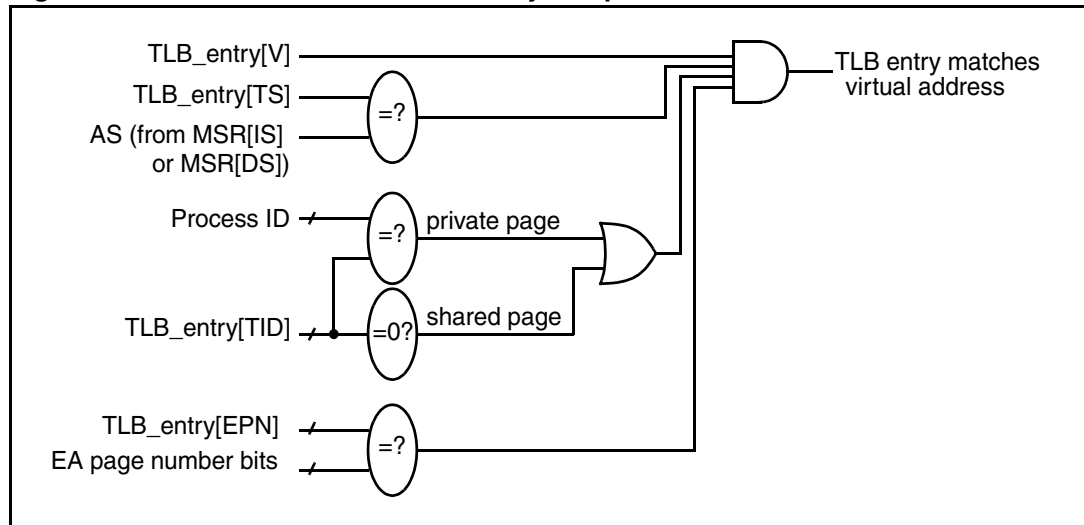 TLB_entry[V]
TLB_entry[TS]
AS (from MSR[IS]
or MSR[DS])
=?
TLB entry matches
virtual address
Process ID
=?
private page
TLB_entry[TID]
=0?
shared page
TLB_entry[EPN]
EA page number bits
=?